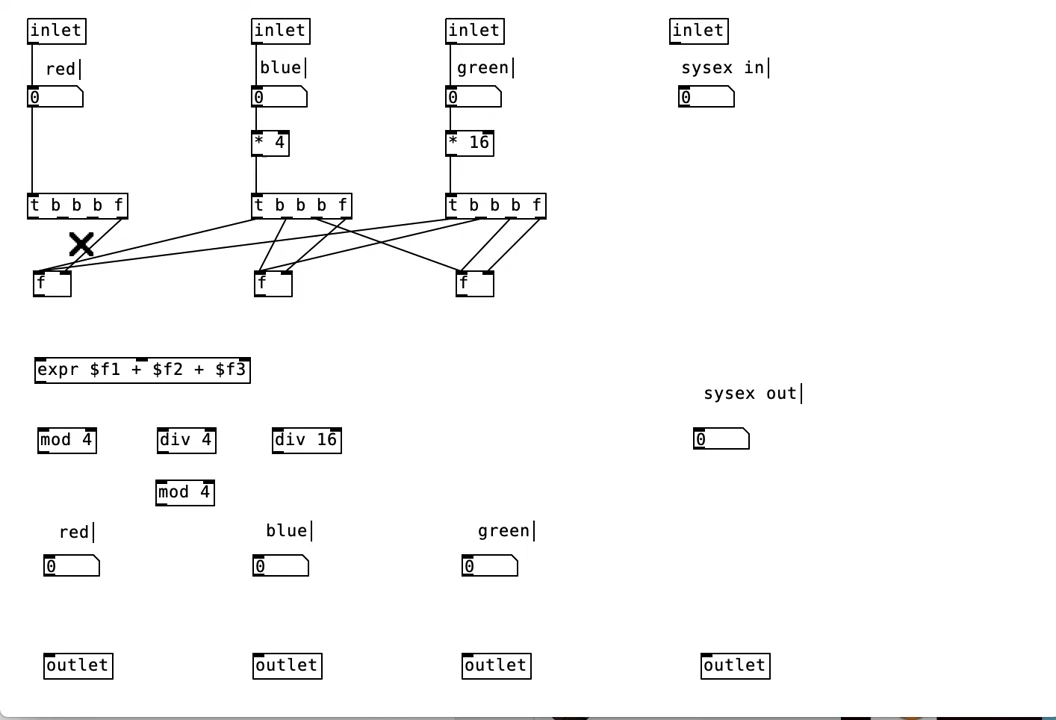 inlet inlet inlet inlet
red blue green sysex in
0 0 0 0
* 4 * 16
t b b b f t b b b f t b b b f
f f f
expr $f1 + $f2 + $f3
sysex out
mod 4 div 4 div 16 0
mod 4
red blue green
0 0 0
outlet outlet outlet outlet